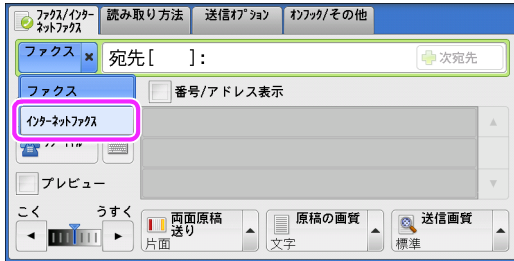 ファクス/インター
ネットファクス
読み取り方法
送信オプション
オンフック/その他
ファクス
宛先[ ]:
次宛先
ファクス
番号/アドレス表示
インターネットファクス
プレビュー
こく うすく
両面原稿
送り
片面
原稿の画質
文字
送信画質
標準